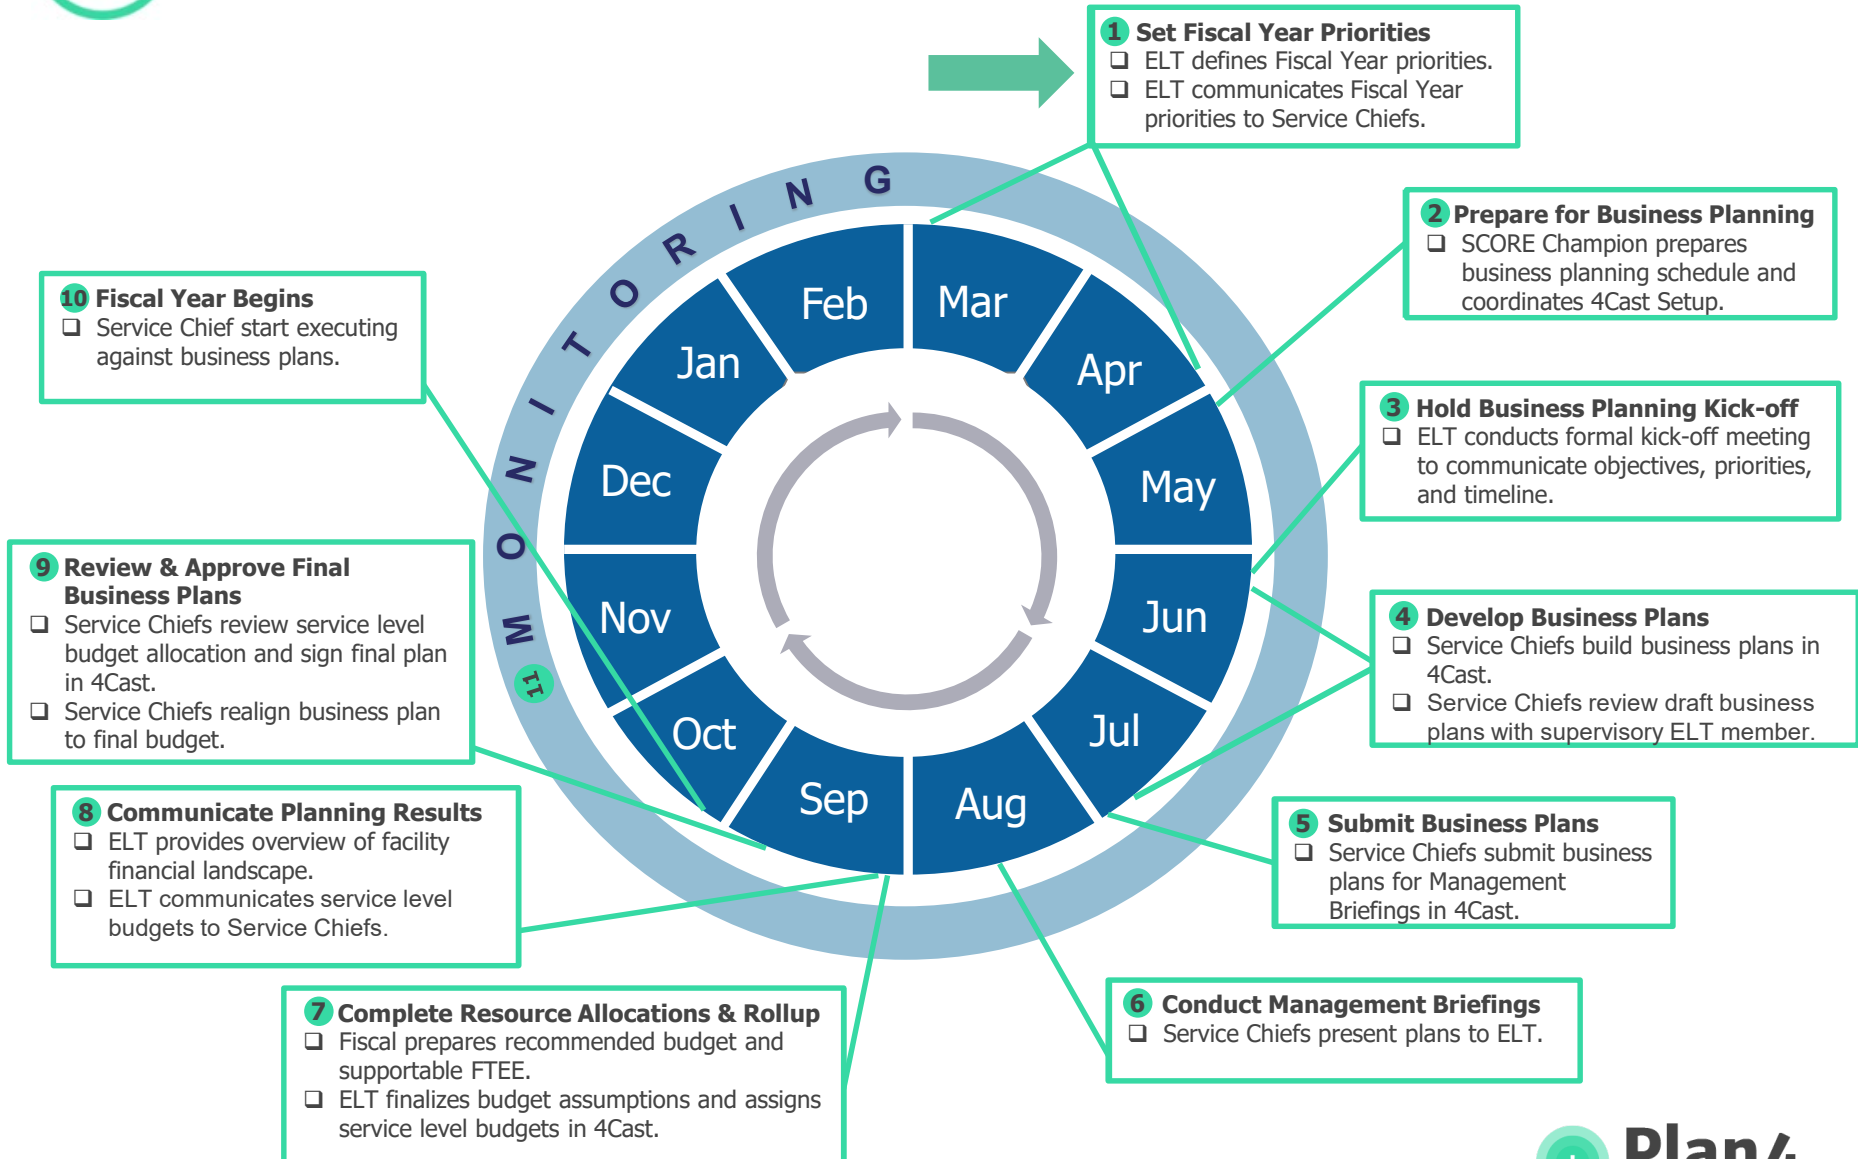 1 Set Fiscal Year Priorities
❑ ELT defines Fiscal Year priorities.
❑ ELT communicates Fiscal Year
priorities to Service Chiefs.
2 Prepare for Business Planning
❑ SCORE Champion prepares
business planning schedule and
coordinates 4Cast Setup.
3 Hold Business Planning Kick-off
❑ ELT conducts formal kick-off meeting
to communicate objectives, priorities,
and timeline.
4 Develop Business Plans
❑ Service Chiefs build business plans in
4Cast.
❑ Service Chiefs review draft business
plans with supervisory ELT member.
5 Submit Business Plans
❑ Service Chiefs submit business
plans for Management
Briefings in 4Cast.
6 Conduct Management Briefings
❑ Service Chiefs present plans to ELT.
7 Complete Resource Allocations & Rollup
❑ Fiscal prepares recommended budget and
supportable FTEE.
❑ ELT finalizes budget assumptions and assigns
service level budgets in 4Cast.
8 Communicate Planning Results
❑ ELT provides overview of facility
financial landscape.
❑ ELT communicates service level
budgets to Service Chiefs.
9 Review & Approve Final
Business Plans
❑ Service Chiefs review service level
budget allocation and sign final plan
in 4Cast.
❑ Service Chiefs realign business plan
to final budget.
10 Fiscal Year Begins
❑ Service Chief start executing
against business plans.
11 MONITORING
Jan
Feb
Mar
Apr
May
Jun
Jul
Aug
Sep
Oct
Nov
Dec
Plan4